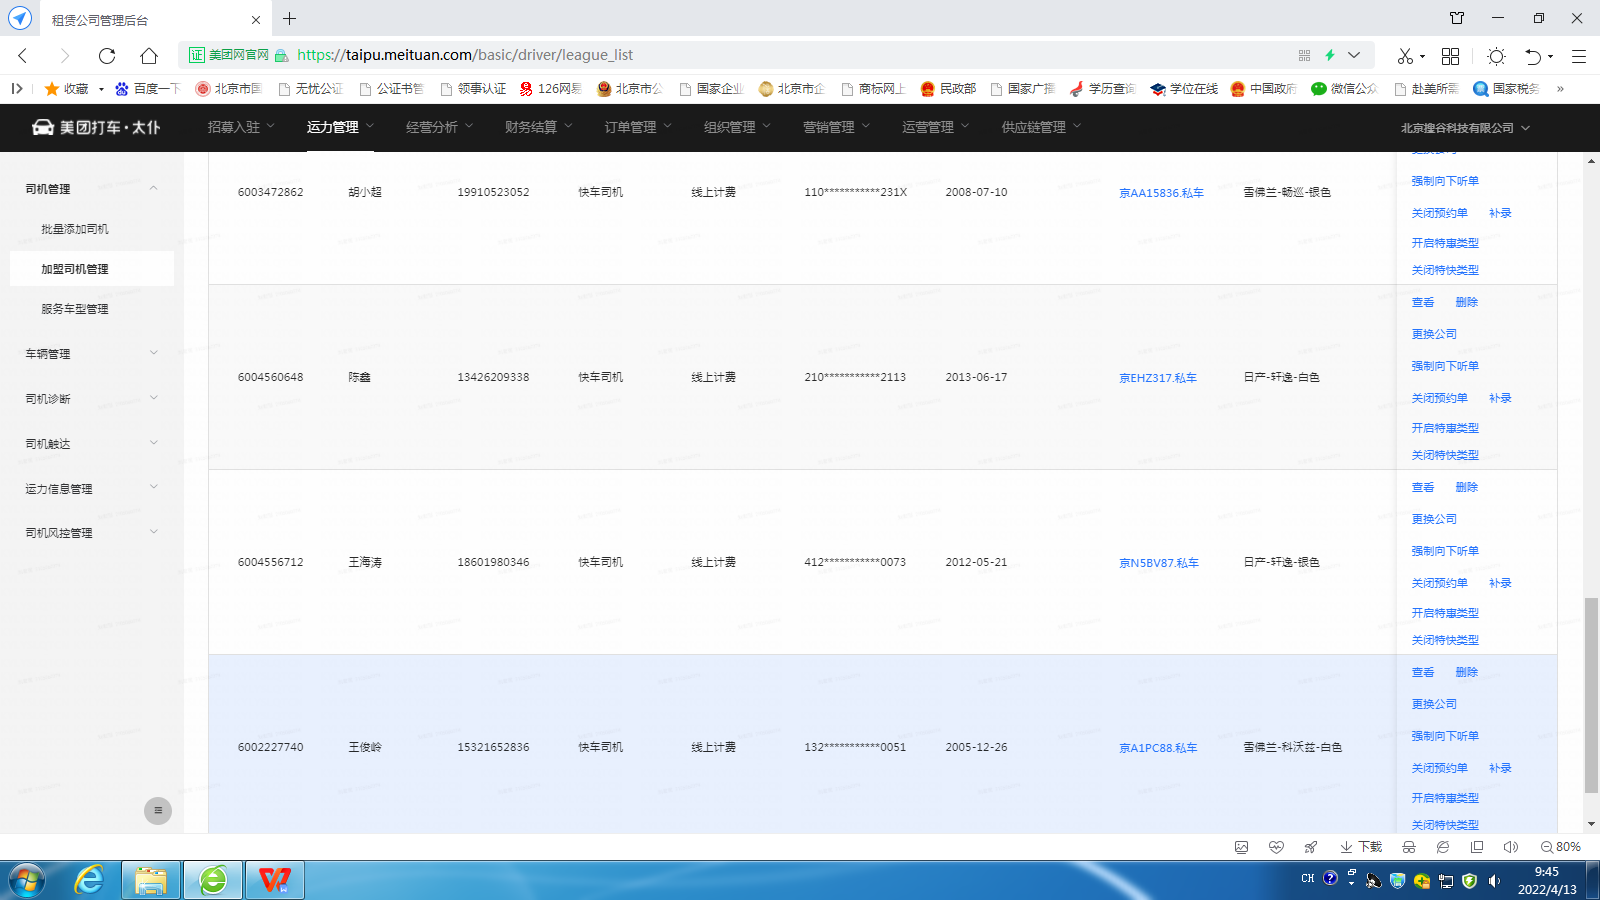 租赁公司管理后台
证 美团网官网 https://taipu.meituan.com/basic/driver/league_list
收藏 百度一下 北京市国 无忧公证 公证书管 领事认证 126网易 北京市公 国家企业 北京市企 商标网上 民政部 国家广播 学历查询 学位在线 中国政府 微信公众 赴美所需 国家税务 »
美团打车·太仆 招募入驻 运力管理 经营分析 财务结算 订单管理 组织管理 营销管理 运营管理 供应链管理 北京搜谷科技有限公司
司机管理
批量添加司机
加盟司机管理
服务车型管理
车辆管理
司机诊断
司机触达
运力信息管理
司机风控管理
6003472862 胡小超 19910523052 快车司机 线上计费 110***********231X 2008-07-10 京AA15836.私车 雪佛兰-畅巡-银色
强制向下听单
关闭预约单 补录
开启特惠类型
关闭特快类型
查看 删除
更换公司
强制向下听单
6004560648 陈鑫 13426209338 快车司机 线上计费 210***********2113 2013-06-17 京EHZ317.私车 日产-轩逸-白色
关闭预约单 补录
开启特惠类型
关闭特快类型
查看 删除
更换公司
强制向下听单
6004556712 王海涛 18601980346 快车司机 线上计费 412***********0073 2012-05-21 京N5BV87.私车 日产-轩逸-银色
关闭预约单 补录
开启特惠类型
关闭特快类型
查看 删除
更换公司
强制向下听单
6002227740 王俊岭 15321652836 快车司机 线上计费 132***********0051 2005-12-26 京A1PC88.私车 雪佛兰-科沃兹-白色
关闭预约单 补录
开启特惠类型
关闭特快类型
下载 80%
CH 9:45
2022/4/13